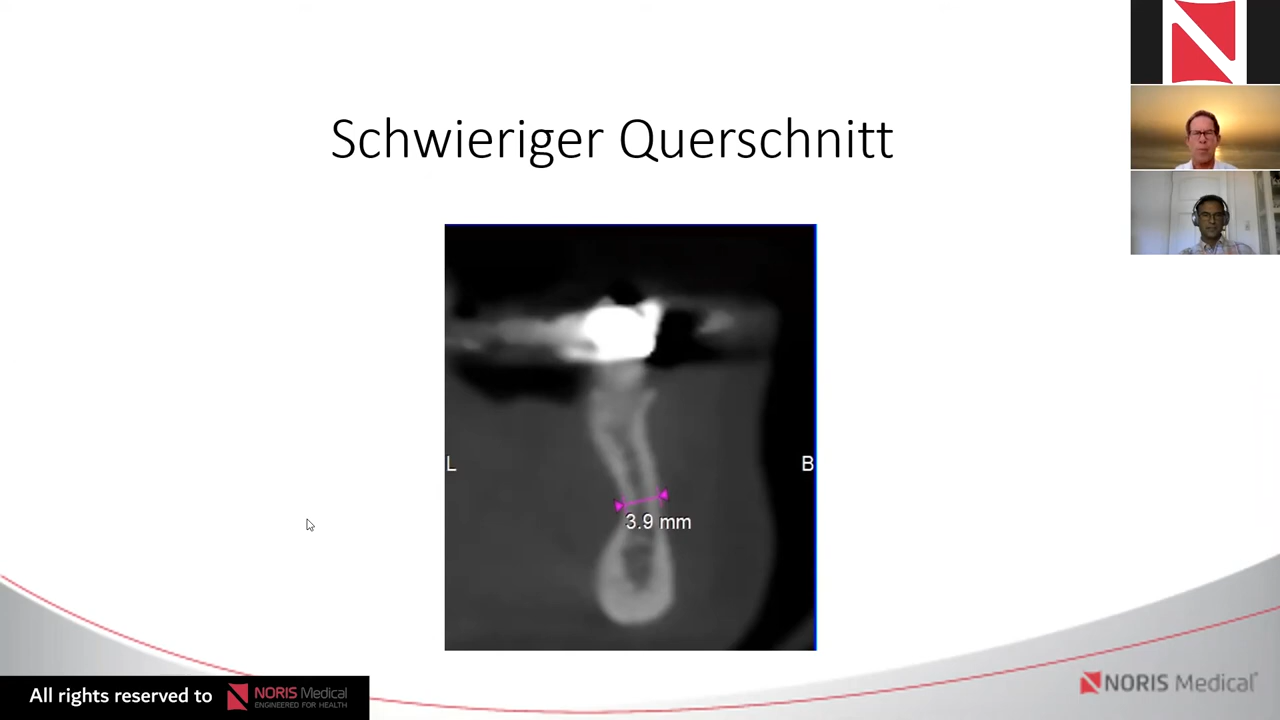 Schwieriger Querschnitt
L
B
3.9 mm
All rights reserved to NORIS Medical
ENGINEERED FOR HEALTH
NORIS Medical